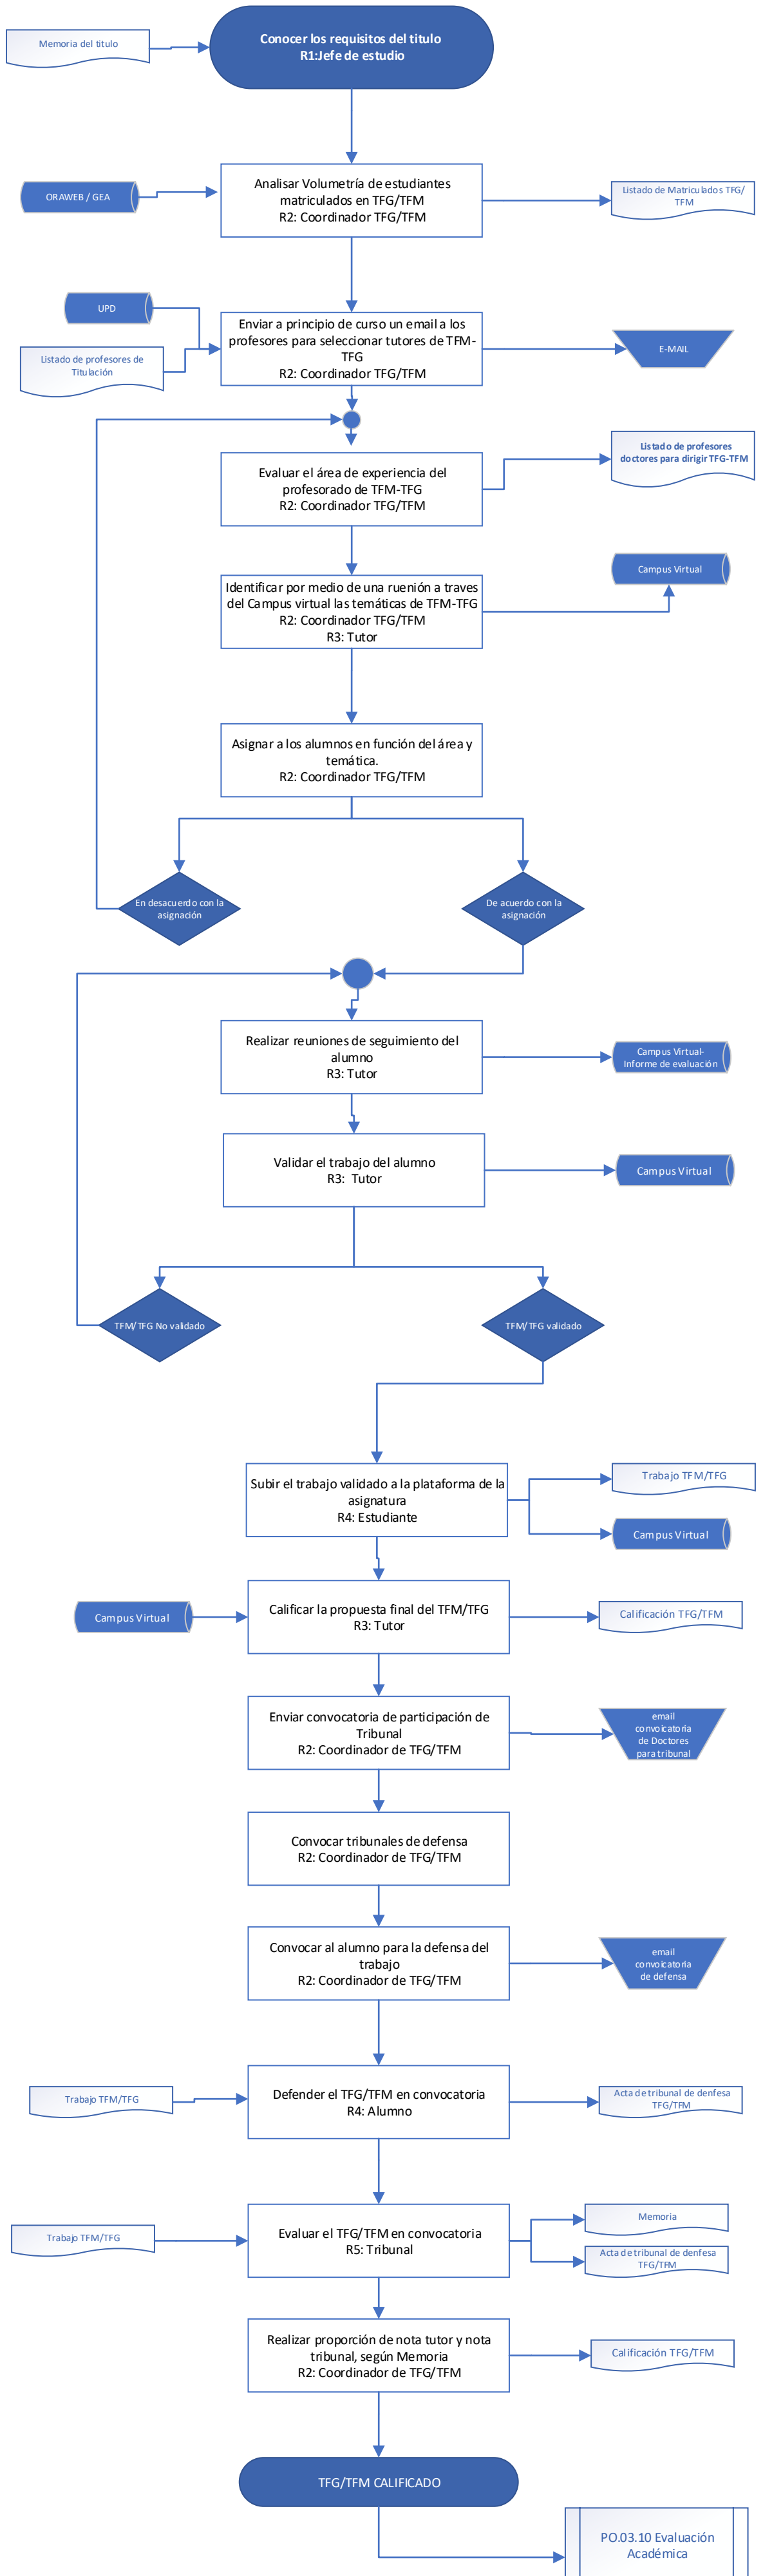 Memoria del título
Conocer los requisitos del titulo
R1:Jefe de estudio
ORAWEB / GEA
Analisar Volumetría de estudiantes
matriculados en TFG/TFM
R2: Coordinador TFG/TFM
Listado de Matriculados TFG/
TFM
UPD
Listado de profesores de
Titulación
Enviar a principio de curso un email a los
profesores para seleccionar tutores de TFM-
TFG
R2: Coordinador TFG/TFM
E-MAIL
Evaluar el área de experiencia del
profesorado de TFM-TFG
R2: Coordinador TFG/TFM
Listado de profesores
doctores para dirigir TFG-TFM
Identificar por medio de una ruenión a traves
del Campus virtual las temáticas de TFM-TFG
R2: Coordinador TFG/TFM
R3: Tutor
Campus Virtual
Asignar a los alumnos en función del área y
temática.
R2: Coordinador TFG/TFM
En desacuerdo con la
asignación
De acuerdo con la
asignación
Realizar reuniones de seguimiento del
alumno
R3: Tutor
Campus Virtual-
Informe de evaluación
Validar el trabajo del alumno
R3: Tutor
Campus Virtual
TFM/TFG No validado
TFM/TFG validado
Subir el trabajo validado a la plataforma de la
asignatura
R4: Estudiante
Trabajo TFM/TFG
Campus Virtual
Campus Virtual
Calificar la propuesta final del TFM/TFG
R3: Tutor
Calificación TFG/TFM
Enviar convocatoria de participación de
Tribunal
R2: Coordinador de TFG/TFM
email
convoicatoria
de Doctores
para tribunal
Convocar tribunales de defensa
R2: Coordinador de TFG/TFM
Convocar al alumno para la defensa del
trabajo
R2: Coordinador de TFG/TFM
email
convoicatoria
de defensa
Trabajo TFM/TFG
Defender el TFG/TFM en convocatoria
R4: Alumno
Acta de tribunal de denfesa
TFG/TFM
Trabajo TFM/TFG
Evaluar el TFG/TFM en convocatoria
R5: Tribunal
Memoria
Acta de tribunal de denfesa
TFG/TFM
Realizar proporción de nota tutor y nota
tribunal, según Memoria
R2: Coordinador de TFG/TFM
Calificación TFG/TFM
TFG/TFM CALIFICADO
PO.03.10 Evaluación
Académica